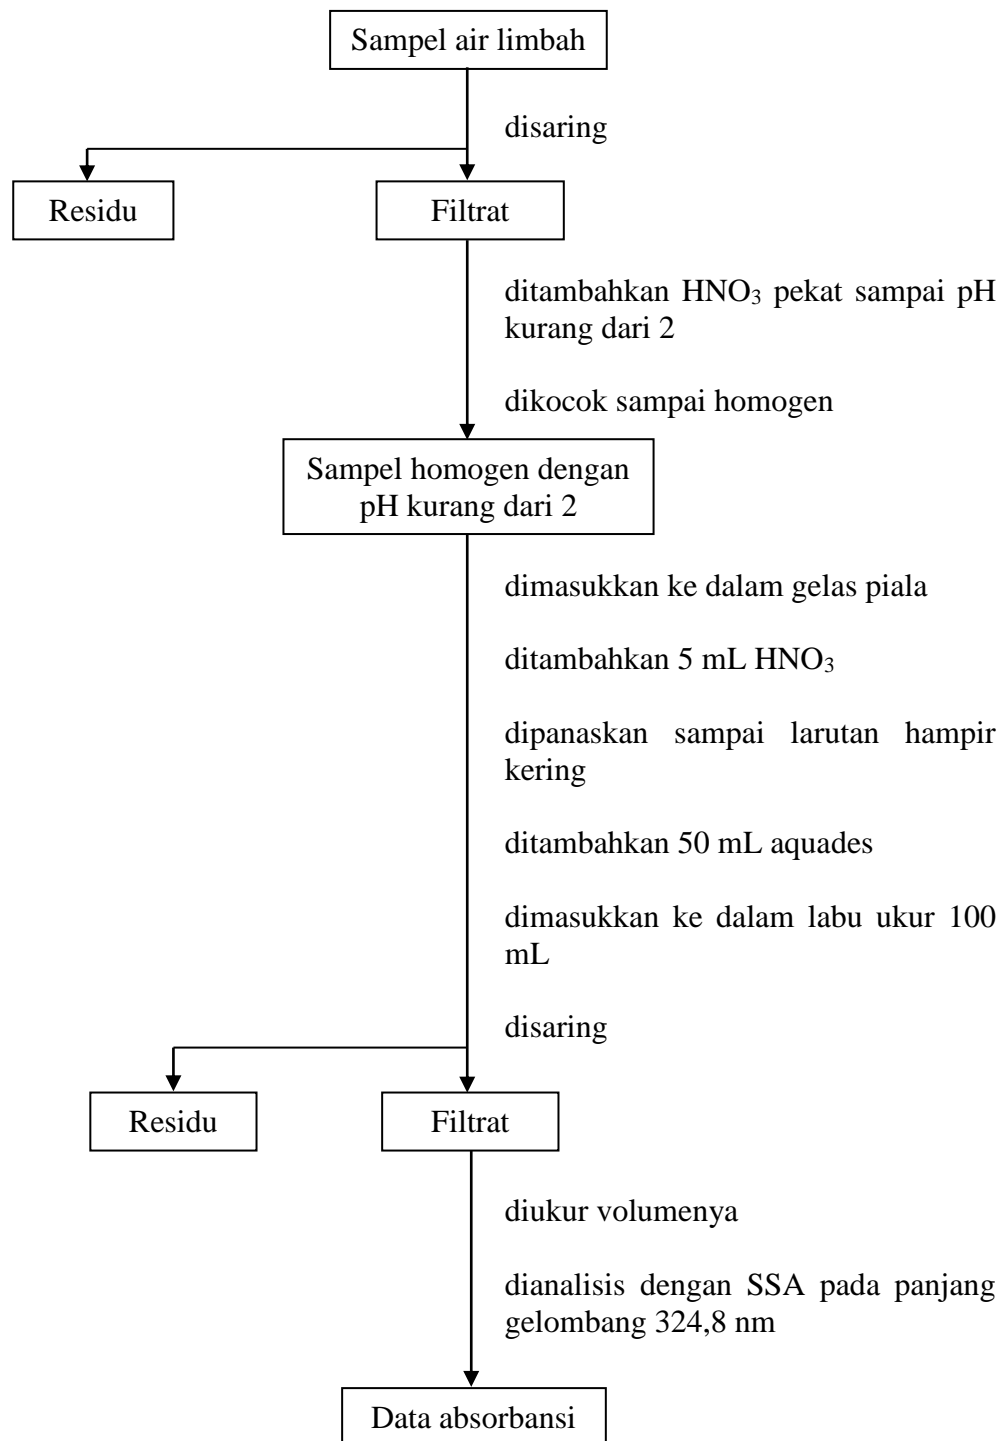 Sampel air limbah
disaring
Residu
Filtrat
ditambahkan HNO₃ pekat sampai pH
kurang dari 2
dikocok sampai homogen
Sampel homogen dengan
pH kurang dari 2
dimasukkan ke dalam gelas piala
ditambahkan 5 mL HNO₃
dipanaskan sampai larutan hampir
kering
ditambahkan 50 mL aquades
dimasukkan ke dalam labu ukur 100
mL
disaring
Residu
Filtrat
diukur volumenya
dianalisis dengan SSA pada panjang
gelombang 324,8 nm
Data absorbansi